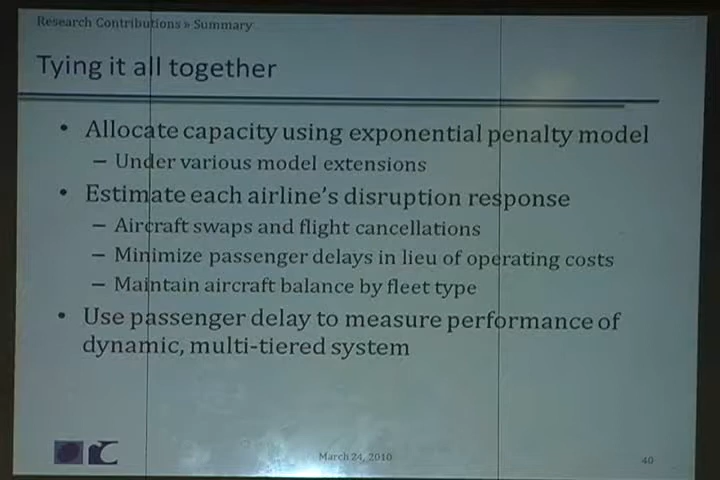 Research Contributions » Summary
Tying it all together
• Allocate capacity using exponential penalty model
– Under various model extensions
• Estimate each airline's disruption response
– Aircraft swaps and flight cancellations
– Minimize passenger delays in lieu of operating costs
– Maintain aircraft balance by fleet type
• Use passenger delay to measure performance of
dynamic, multi-tiered system
March 24, 2010
40